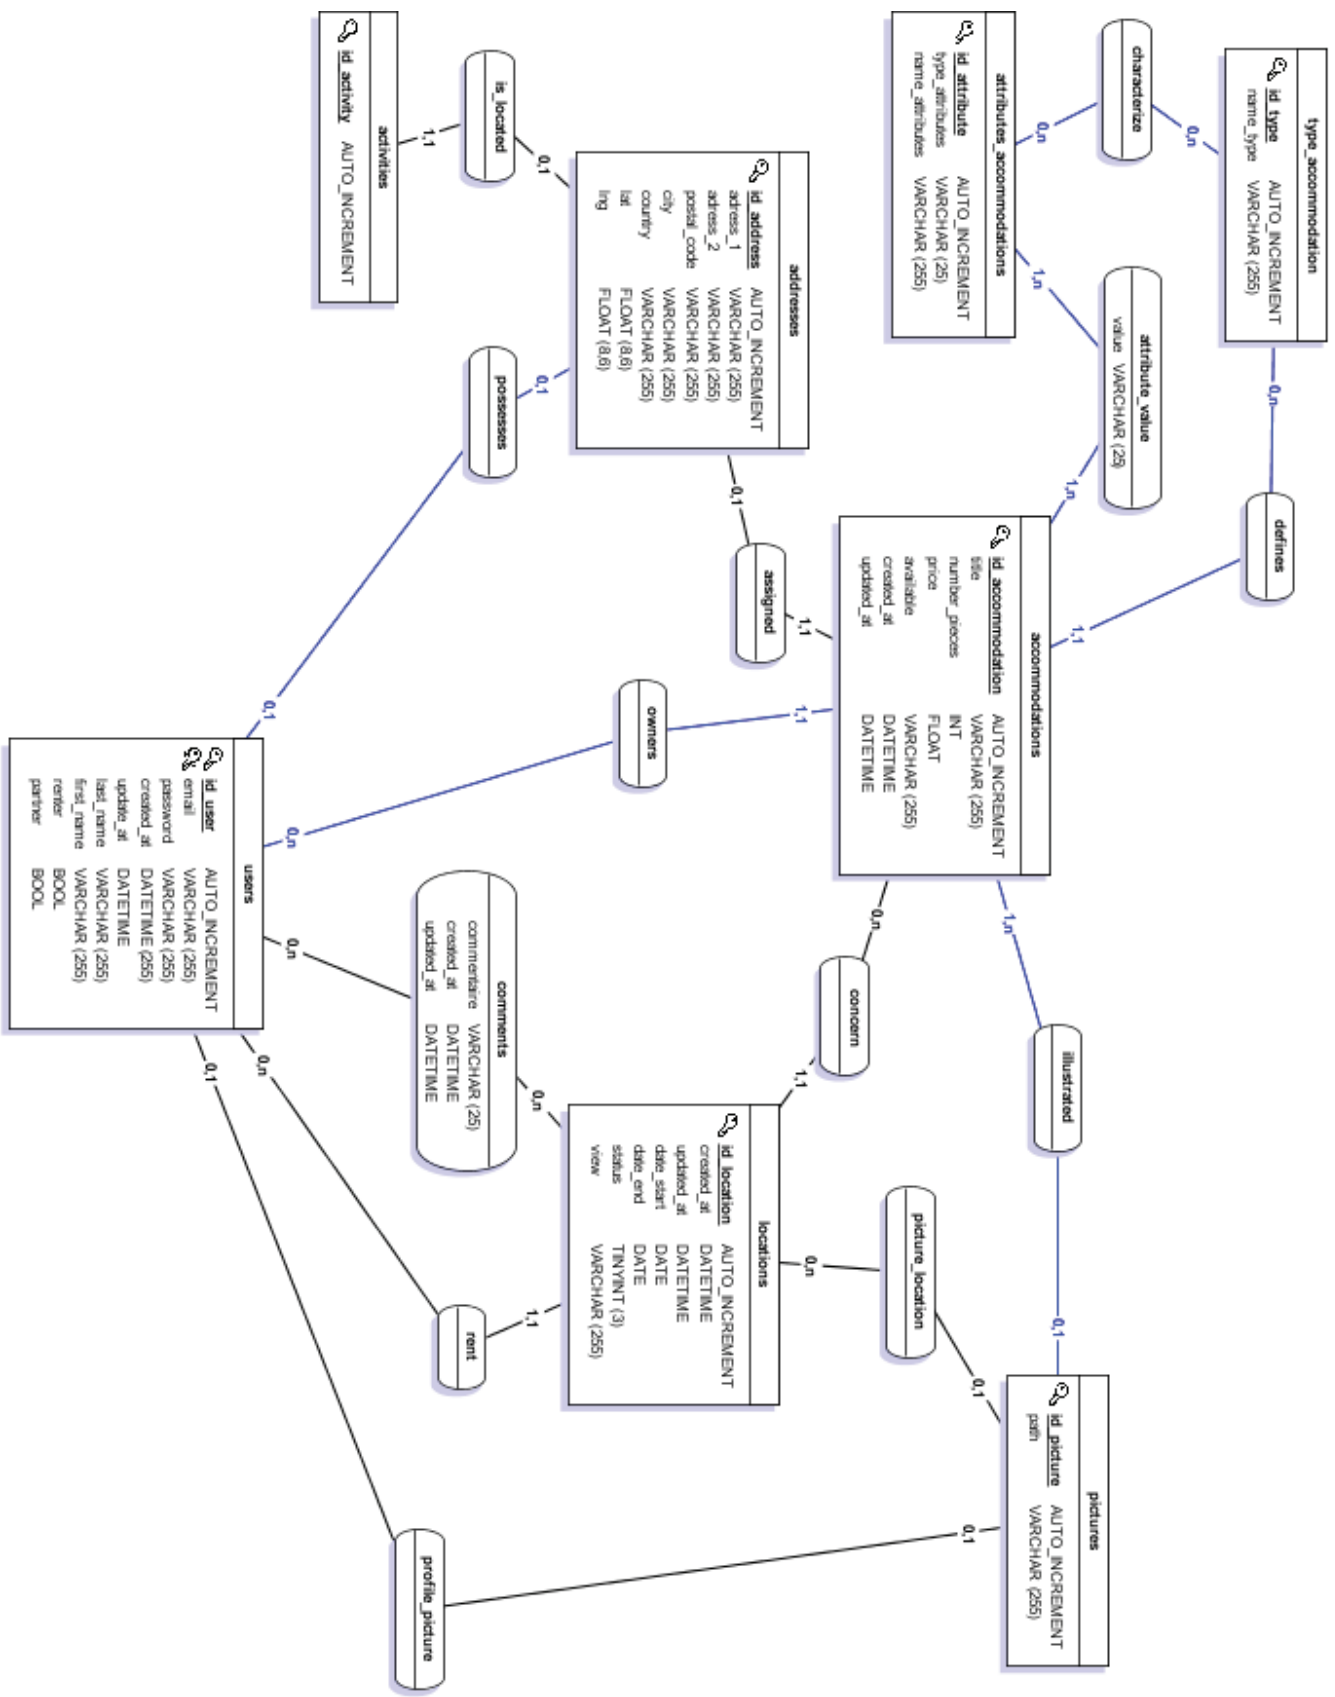 type_accommodation
id_type AUTO_INCREMENT
name_type VARCHAR (255)
characterize
0,n
0,n
attributes_accommodations
id_attribute AUTO_INCREMENT
type_attributes VARCHAR (25)
name_attributes VARCHAR (255)
1,n
attribute_value
value VARCHAR (25)
1,n
0,n
defines
1,1
accommodations
id_accommodation AUTO_INCREMENT
title VARCHAR (255)
number_pieces INT
price FLOAT
available VARCHAR (255)
created_at DATETIME
updated_at DATETIME
activities
id_activity AUTO_INCREMENT
is_located
1,1
0,1
addresses
id_address AUTO_INCREMENT
adress_1 VARCHAR (255)
adress_2 VARCHAR (255)
postal_code VARCHAR (255)
city VARCHAR (255)
country VARCHAR (255)
lat FLOAT (8,6)
lng FLOAT (8,6)
0,1
possesses
0,1
0,1
assigned
1,1
1,1
owners
0,n
users
id_user AUTO_INCREMENT
email VARCHAR (255)
password VARCHAR (255)
created_at DATETIME (255)
update_at DATETIME
last_name VARCHAR (255)
first_name VARCHAR (255)
renter BOOL
partner BOOL
0,n
comments
commentaire VARCHAR (25)
created_at DATETIME
updated_at DATETIME
0,n
0,n
concern
1,1
1,n
illustrated
0,1
locations
id_location AUTO_INCREMENT
created_at DATETIME
updated_at DATETIME
date_start DATE
date_end DATE
status TINYINT (3)
view VARCHAR (255)
0,n
picture_location
0,1
0,n
rent
1,1
pictures
id_picture AUTO_INCREMENT
path VARCHAR (255)
0,1
profile_picture
0,1